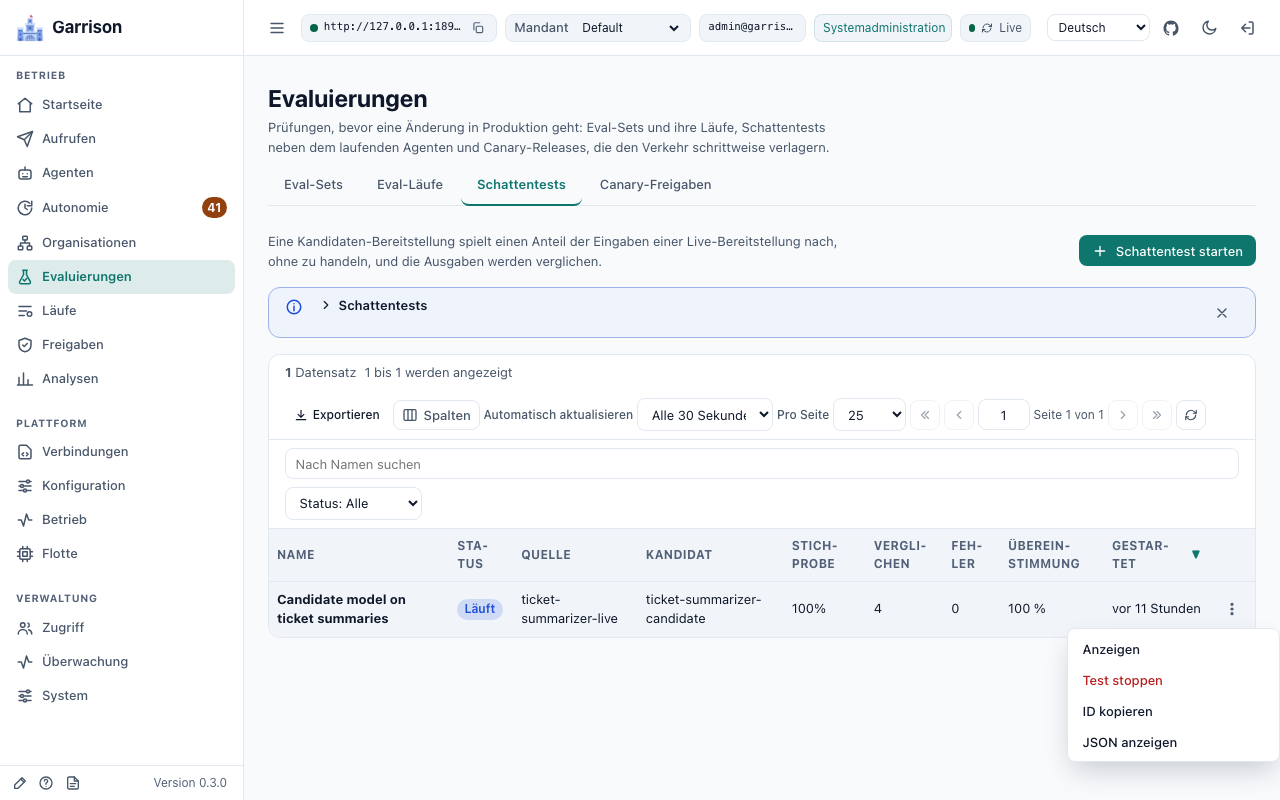 Garrison
http://127.0.0.1:189…
Mandant
Default
admin@garris…
Systemadministration
Live
Deutsch
BETRIEB
Startseite
Aufrufen
Agenten
Autonomie
41
Organisationen
Evaluierungen
Läufe
Freigaben
Analysen
PLATTFORM
Verbindungen
Konfiguration
Betrieb
Flotte
VERWALTUNG
Zugriff
Überwachung
System
Version 0.3.0
Evaluierungen
Prüfungen, bevor eine Änderung in Produktion geht: Eval-Sets und ihre Läufe, Schattentests
neben dem laufenden Agenten und Canary-Releases, die den Verkehr schrittweise verlagern.
Eval-Sets
Eval-Läufe
Schattentests
Canary-Freigaben
Eine Kandidaten-Bereitstellung spielt einen Anteil der Eingaben einer Live-Bereitstellung nach,
ohne zu handeln, und die Ausgaben werden verglichen.
Schattentest starten
Schattentests
1 Datensatz 1 bis 1 werden angezeigt
Exportieren
Spalten
Automatisch aktualisieren
Alle 30 Sekunde
Pro Seite
25
1
Seite 1 von 1
Nach Namen suchen
Status: Alle
NAME
STA-
TUS
QUELLE
KANDIDAT
STICH-
PROBE
VERGLI-
CHEN
FEH-
LER
ÜBEREIN-
STIMMUNG
GESTAR-
TET
Candidate model on
ticket summaries
Läuft
ticket-
summarizer-live
ticket-summarizer-
candidate
100%
4
0
100 %
vor 11 Stunden
Anzeigen
Test stoppen
ID kopieren
JSON anzeigen